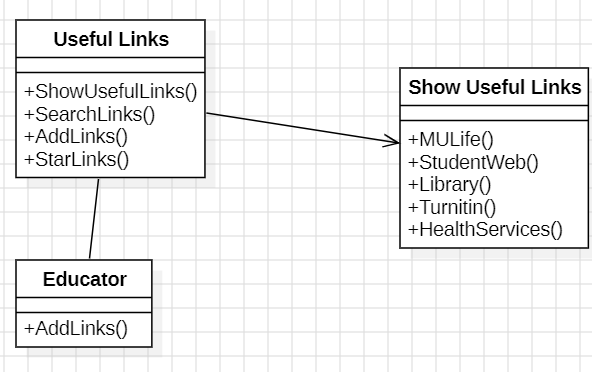 Useful Links
+ShowUsefulLinks()
+SearchLinks()
+AddLinks()
+StarLinks()
Show Useful Links
+MULife()
+StudentWeb()
+Library()
+Turnitin()
+HealthServices()
Educator
+AddLinks()